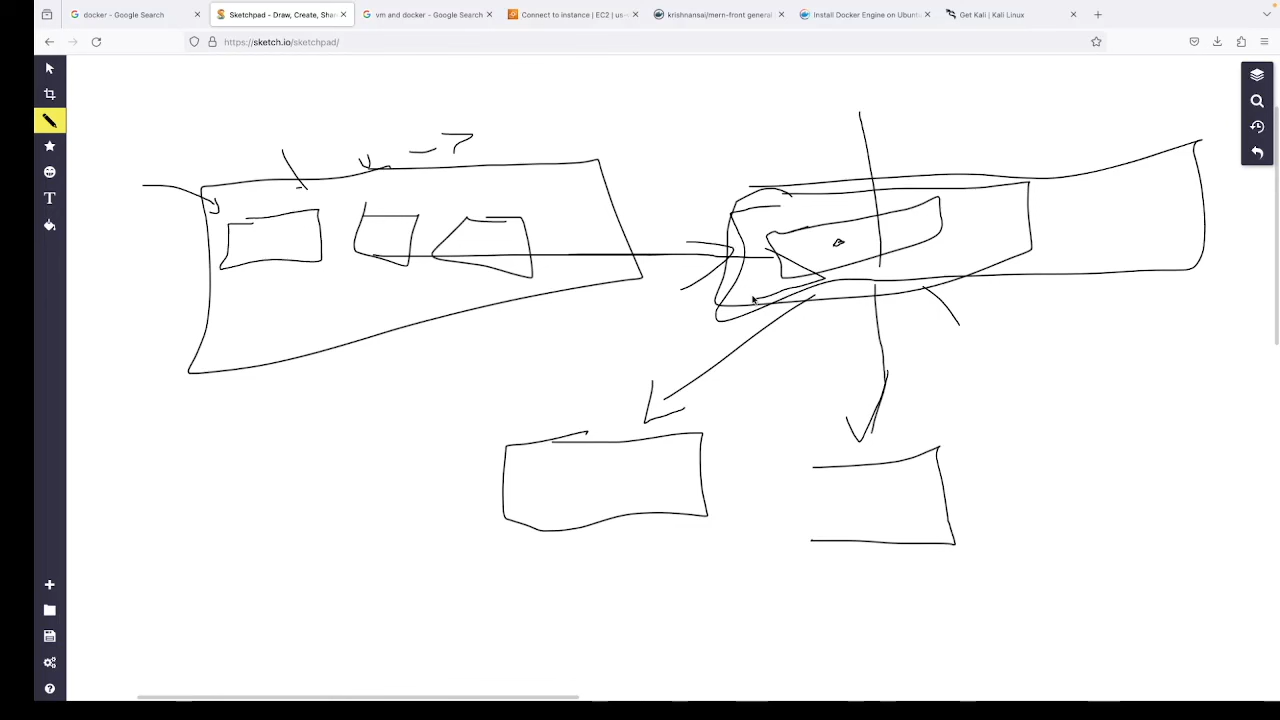 docker - Google Search
Sketchpad - Draw, Create, Shar
vm and docker - Google Search
Connect to instance | EC2 | us-e
krishnansai/mern-front general
Install Docker Engine on Ubunt
Get Kali | Kali Linux
https://sketch.io/sketchpad/
T